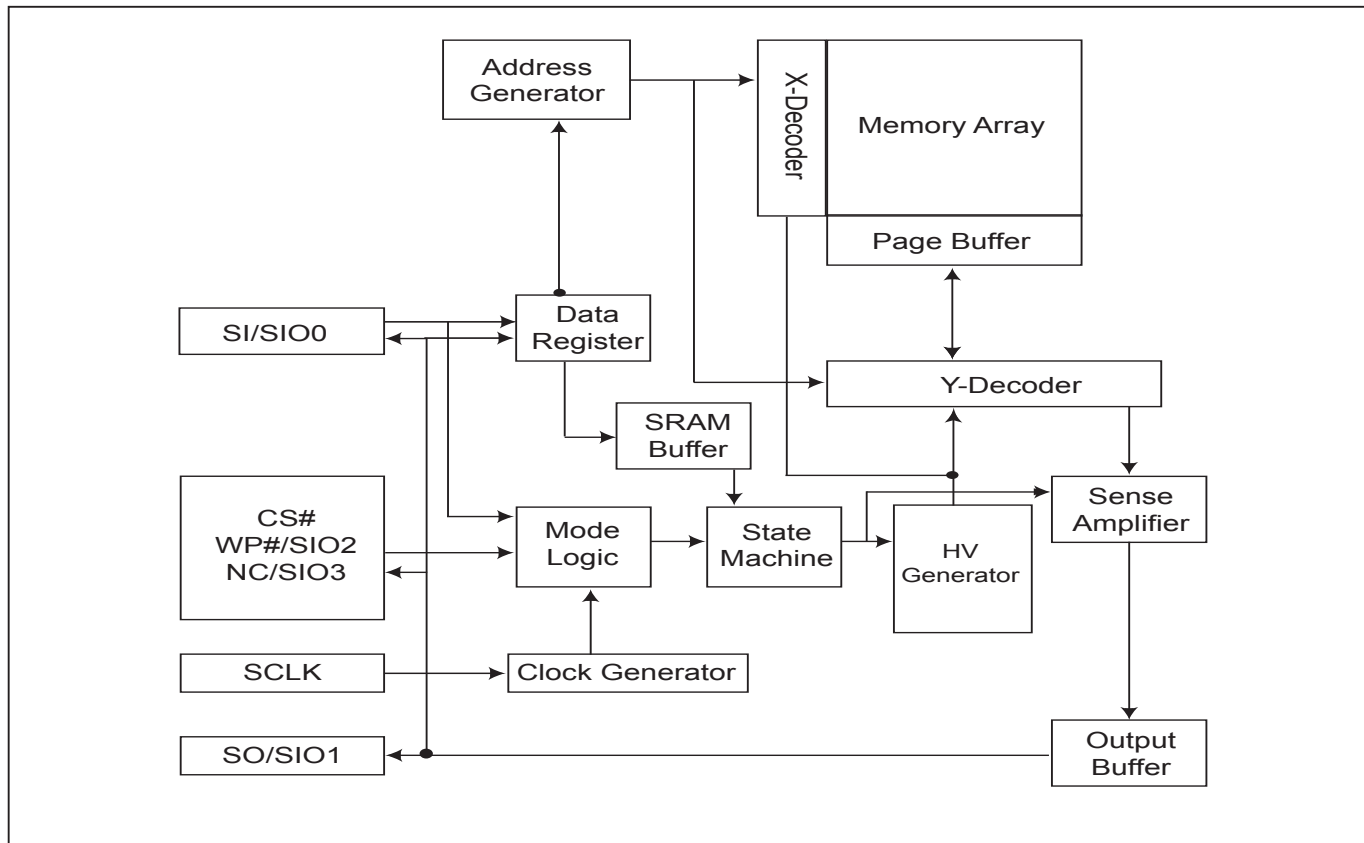 Address
Generator
X-Decoder
Memory Array
Page Buffer
SI/SIO0
Data
Register
Y-Decoder
SRAM
Buffer
CS#
WP#/SIO2
NC/SIO3
Mode
Logic
State
Machine
HV
Generator
Sense
Amplifier
SCLK
Clock Generator
SO/SIO1
Output
Buffer